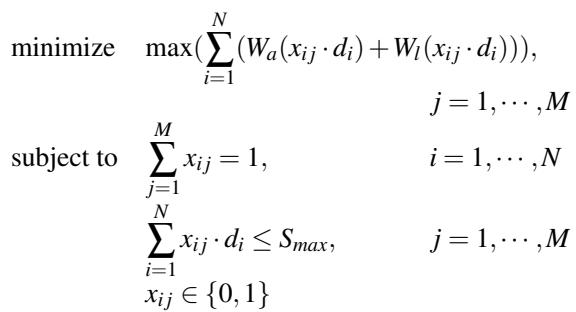 minimize max(∑_{i=1}^{N}(W_a(x_{ij} · d_i) + W_l(x_{ij} · d_i))),
j = 1, ⋯ , M
subject to ∑_{j=1}^{M} x_{ij} = 1, i = 1, ⋯ , N
∑_{i=1}^{N} x_{ij} · d_i ≤ S_{max}, j = 1, ⋯ , M
x_{ij} ∈ {0, 1}